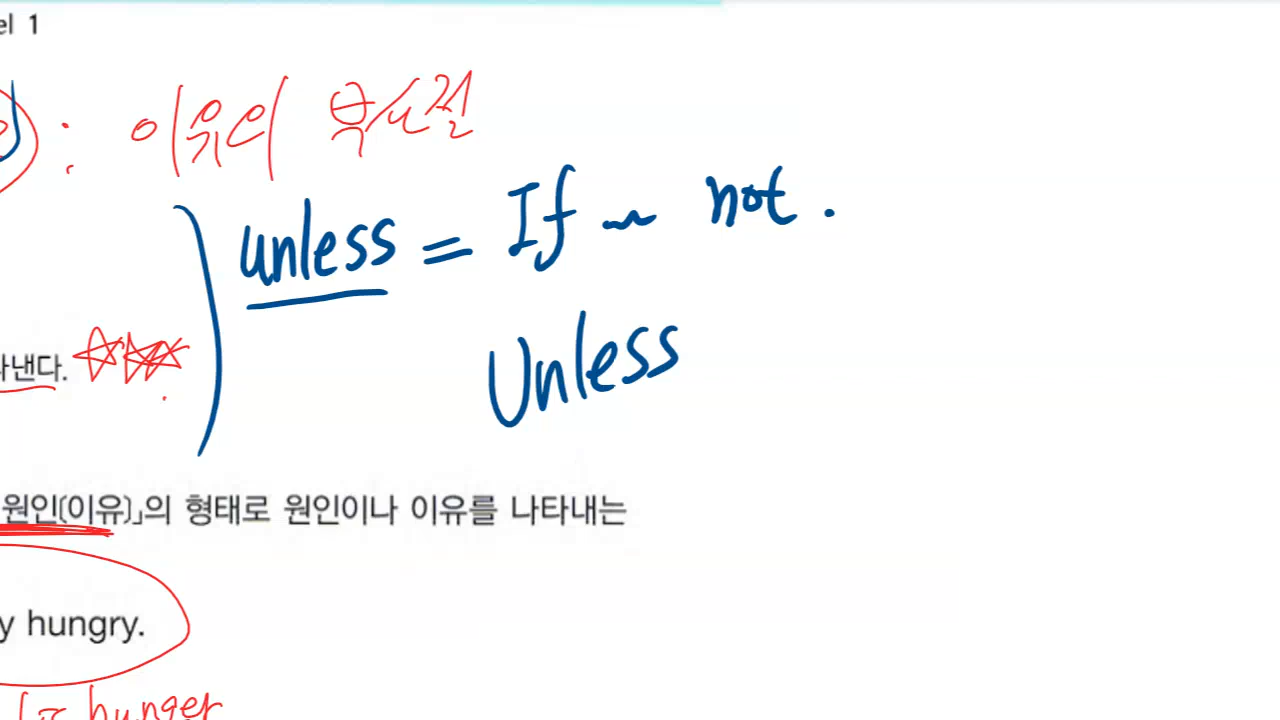 el 1
: 이유의 부사절
unless = If ~ not.
Unless
나낸다.
원인(이유)」의 형태로 원인이나 이유를 나타내는
y hungry.
hunger